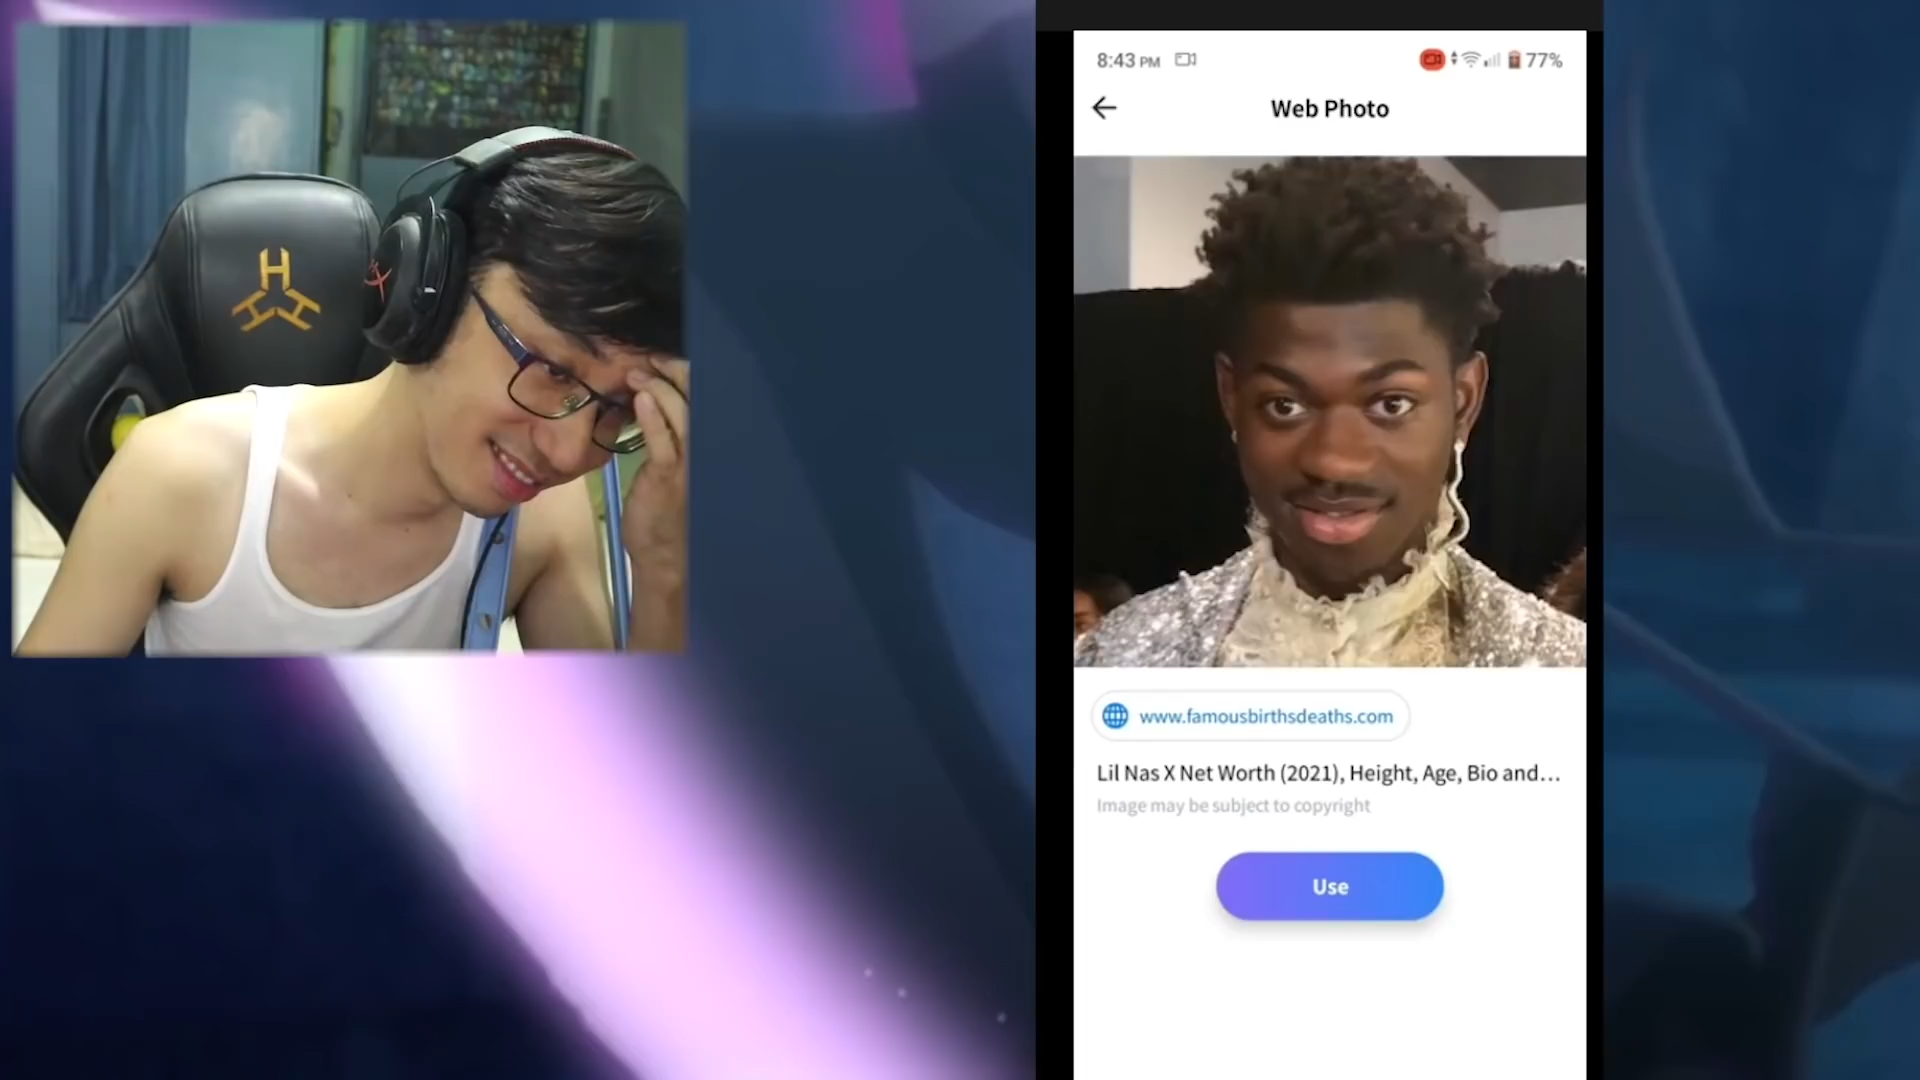 8:43 PM
77%
Web Photo
www.famousbirthsdeaths.com
Lil Nas X Net Worth (2021), Height, Age, Bio and...
Image may be subject to copyright
Use